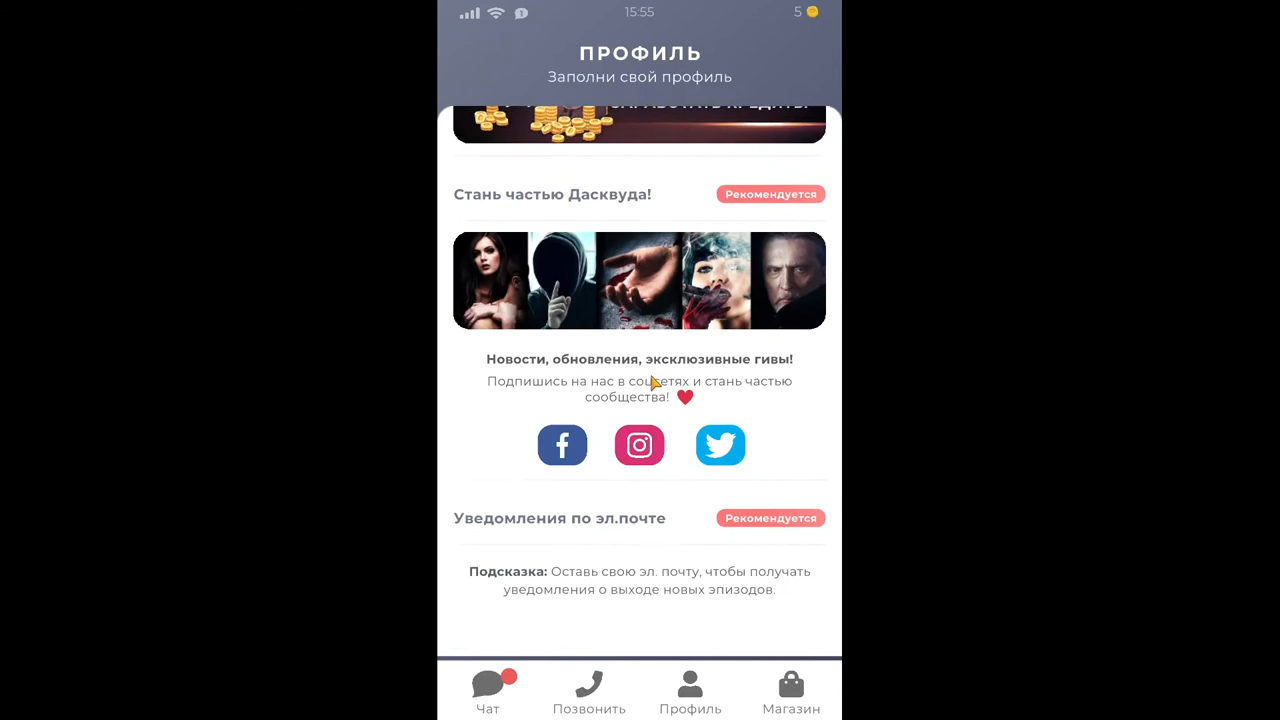 15:55
5
ПРОФИЛЬ
Заполни свой профиль
ЗАРАБОТАТЬ КРЕДИТЫ
Стань частью Дасквуда!
Рекомендуется
Новости, обновления, эксклюзивные гивы!
Подпишись на нас в соцсетях и стань частью
сообщества!
Уведомления по эл.почте
Рекомендуется
Подсказка: Оставь свою эл. почту, чтобы получать
уведомления о выходе новых эпизодов.
Чат
Позвонить
Профиль
Магазин